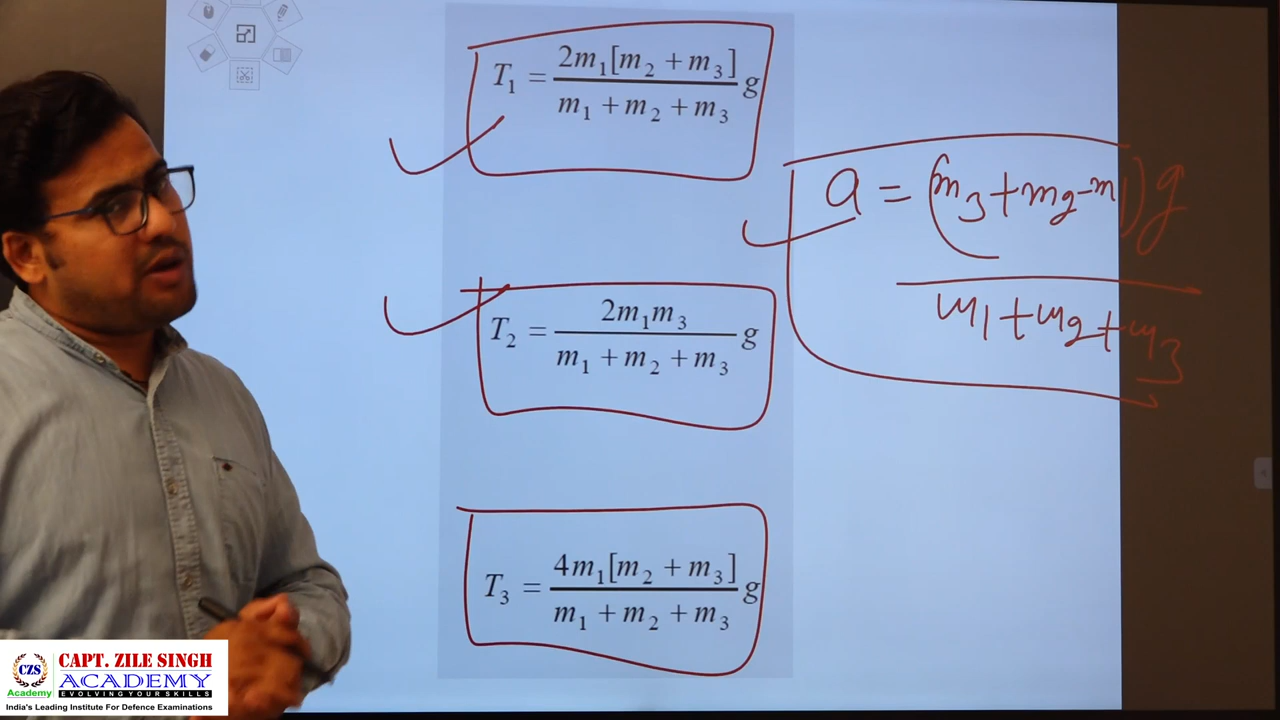 T₁ = 2m₁[m₂ + m₃] / m₁ + m₂ + m₃ g
a = (m₃ + m₂ - m₁)g / m₁ + m₂ + m₃
T₂ = 2m₁m₃ / m₁ + m₂ + m₃ g
T₃ = 4m₁[m₂ + m₃] / m₁ + m₂ + m₃ g
CZS
Academy
CAPT. ZILE SINGH
ACADEMY
EVOLVING YOUR SKILLS
India's Leading Institute For Defence Examinations